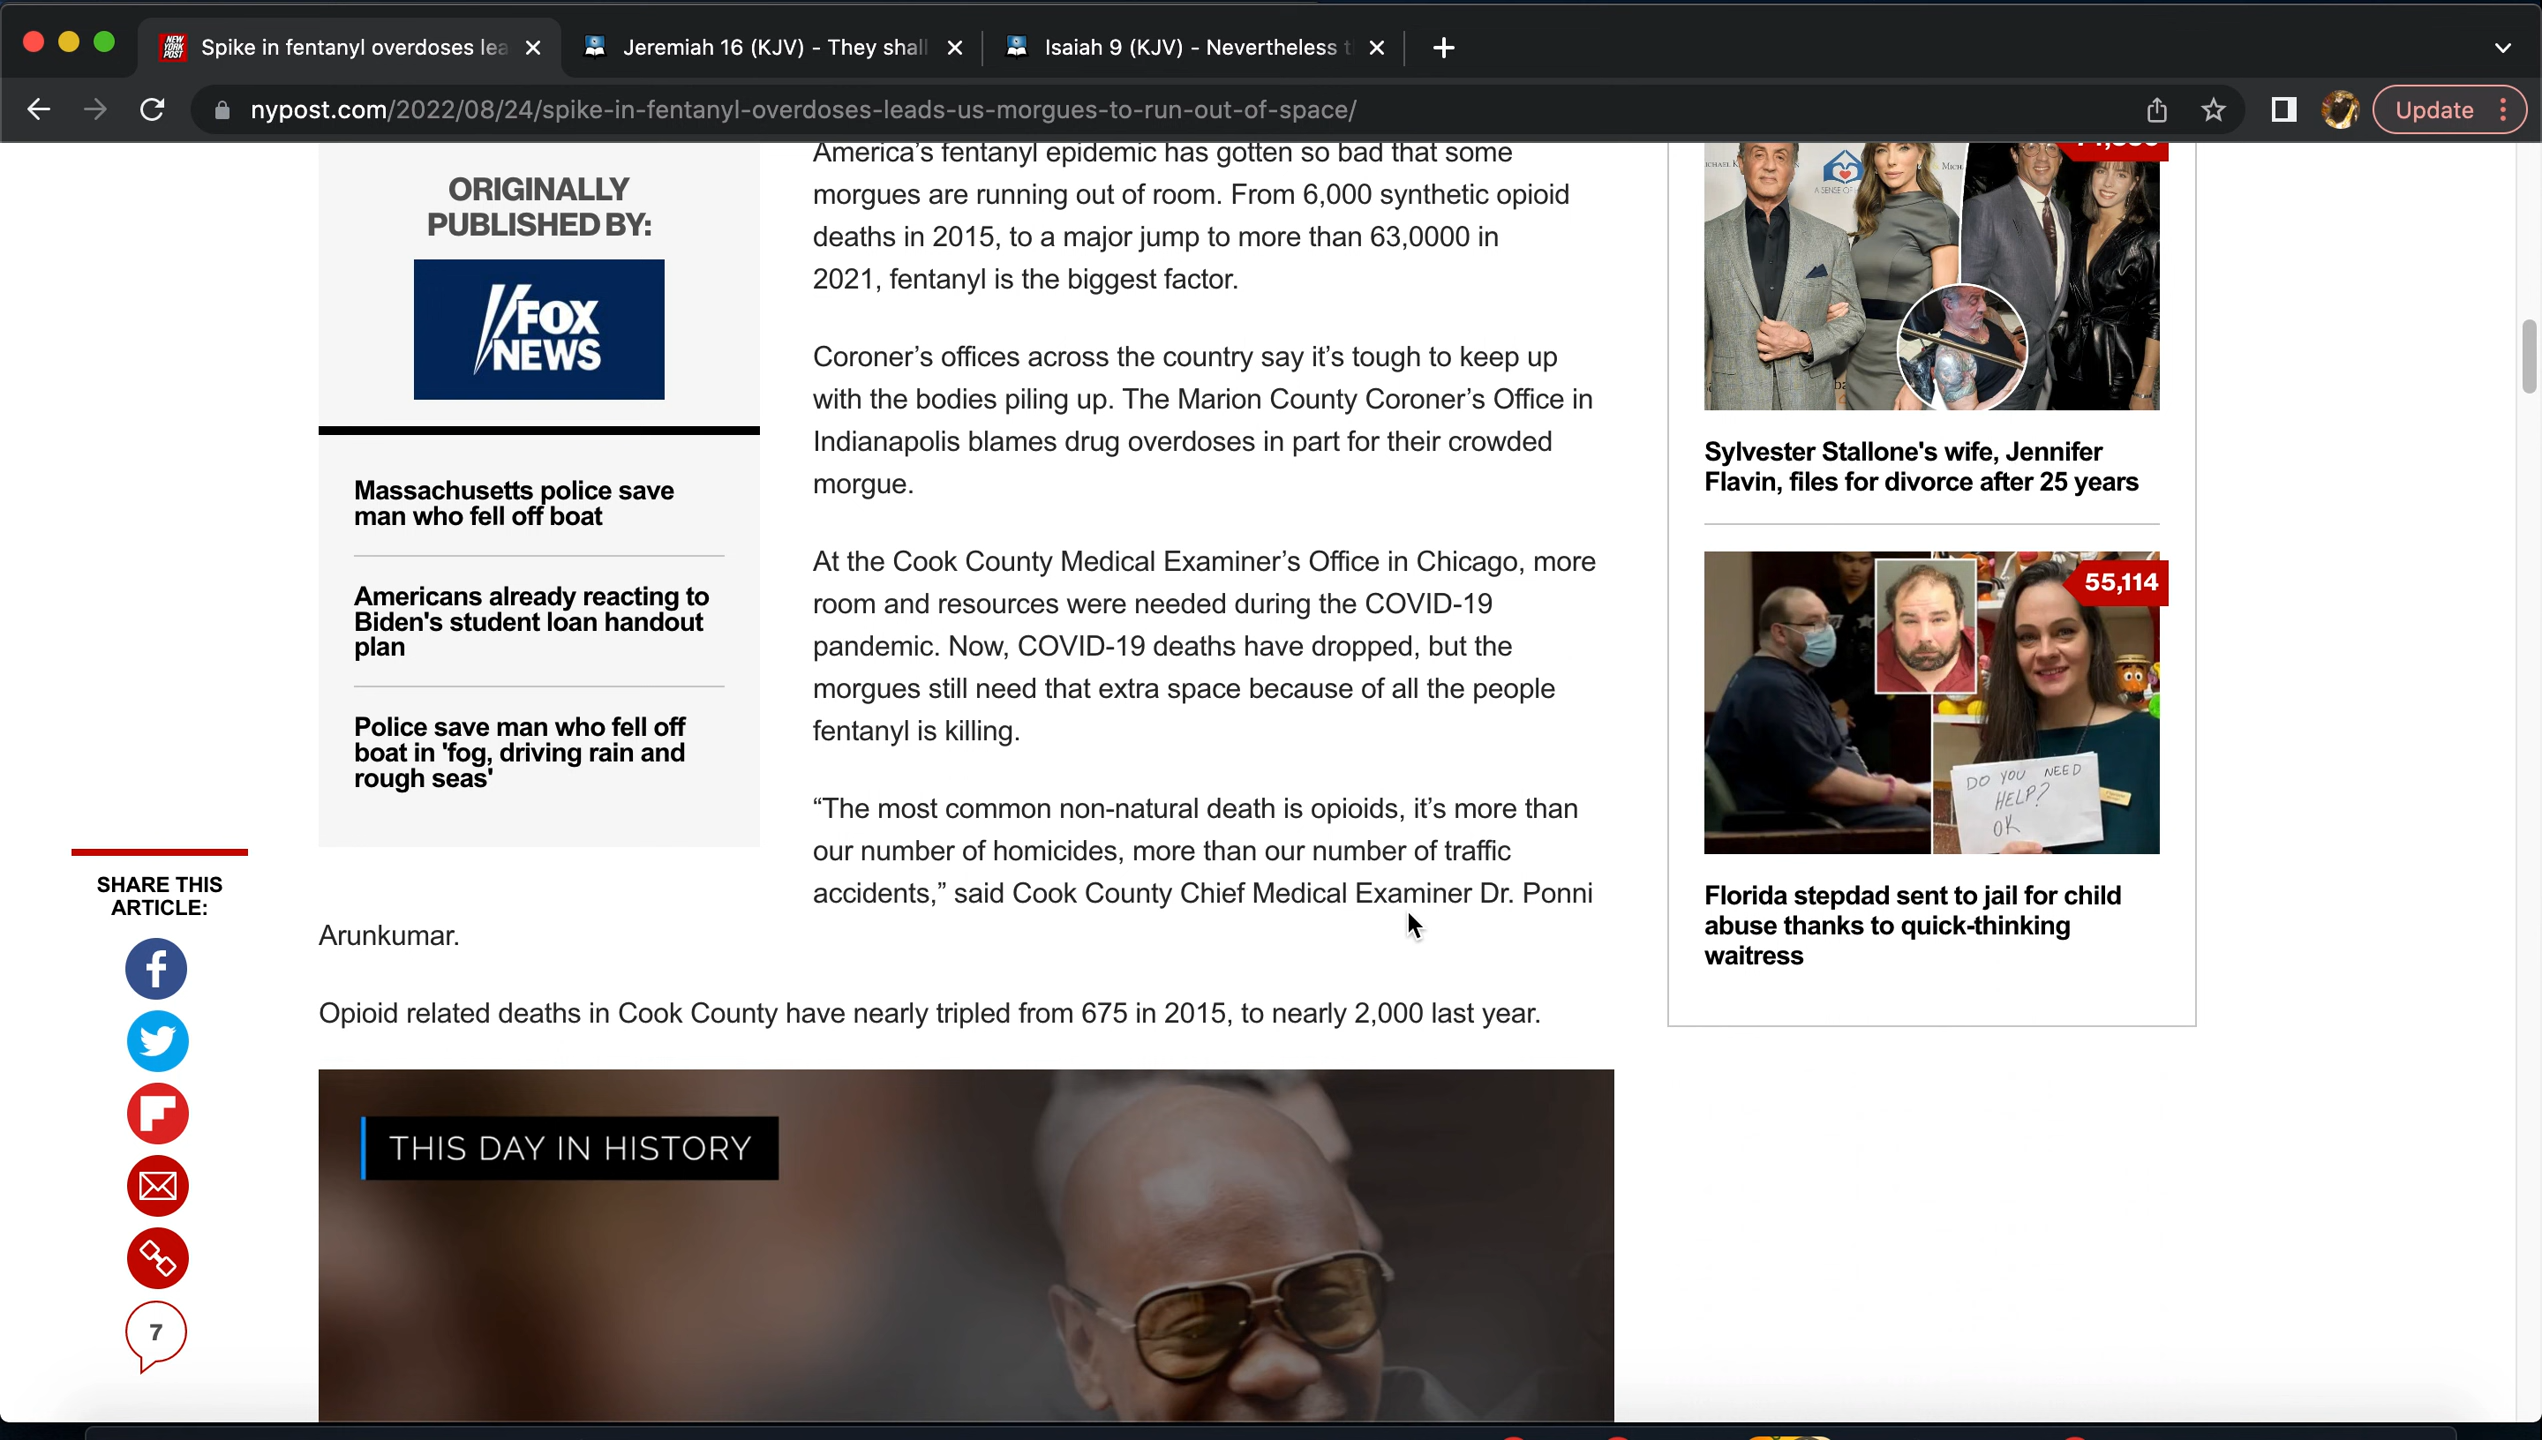 Spike in fentanyl overdoses lea
Jeremiah 16 (KJV) - They shall
Isaiah 9 (KJV) - Nevertheless t
nypost.com/2022/08/24/spike-in-fentanyl-overdoses-leads-us-morgues-to-run-out-of-space/
Update
ORIGINALLY
PUBLISHED BY:
FOX
NEWS
Massachusetts police save
man who fell off boat
Americans already reacting to
Biden's student loan handout
plan
Police save man who fell off
boat in 'fog, driving rain and
rough seas'
SHARE THIS
ARTICLE:
7
America’s fentanyl epidemic has gotten so bad that some
morgues are running out of room. From 6,000 synthetic opioid
deaths in 2015, to a major jump to more than 63,0000 in
2021, fentanyl is the biggest factor.
Coroner’s offices across the country say it’s tough to keep up
with the bodies piling up. The Marion County Coroner’s Office in
Indianapolis blames drug overdoses in part for their crowded
morgue.
At the Cook County Medical Examiner’s Office in Chicago, more
room and resources were needed during the COVID-19
pandemic. Now, COVID-19 deaths have dropped, but the
morgues still need that extra space because of all the people
fentanyl is killing.
“The most common non-natural death is opioids, it’s more than
our number of homicides, more than our number of traffic
accidents,” said Cook County Chief Medical Examiner Dr. Ponni
Arunkumar.
Opioid related deaths in Cook County have nearly tripled from 675 in 2015, to nearly 2,000 last year.
THIS DAY IN HISTORY
Sylvester Stallone's wife, Jennifer
Flavin, files for divorce after 25 years
55,114
DO YOU NEED
HELP?
OK
Florida stepdad sent to jail for child
abuse thanks to quick-thinking
waitress